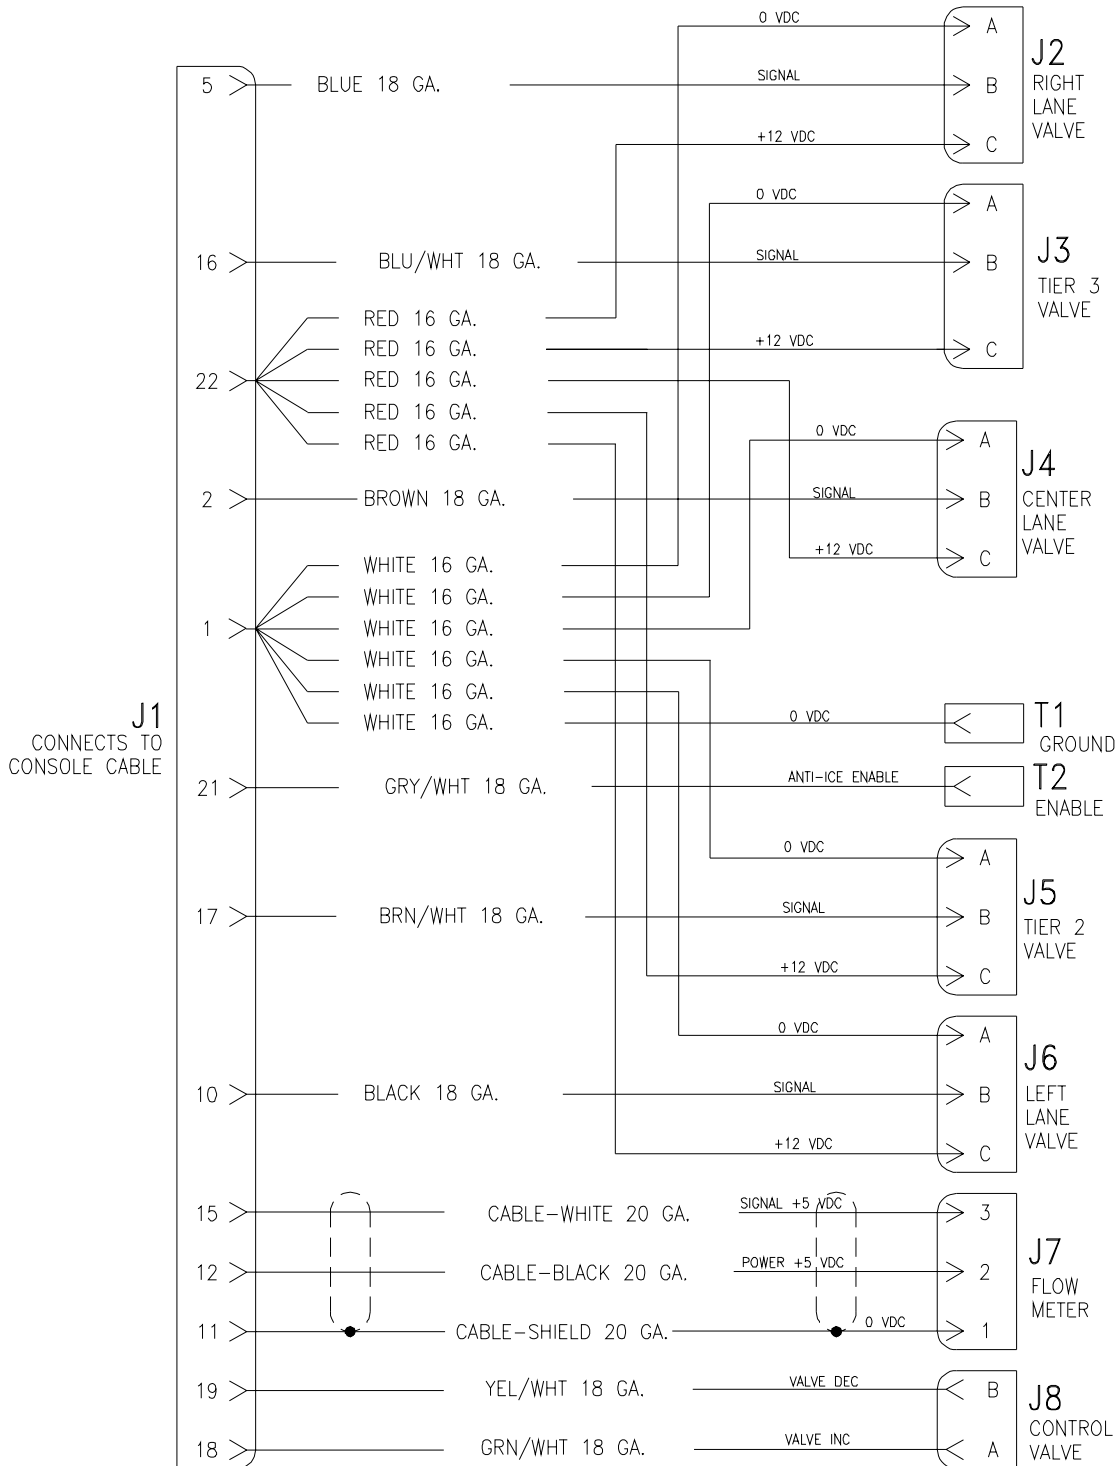 0 VDC
A
J2
RIGHT
LANE
VALVE
5
BLUE 18 GA.
SIGNAL
B
+12 VDC
C
0 VDC
A
J3
TIER 3
VALVE
16
BLU/WHT 18 GA.
SIGNAL
B
RED 16 GA.
RED 16 GA.
+12 VDC
C
22
RED 16 GA.
RED 16 GA.
RED 16 GA.
0 VDC
A
J4
CENTER
LANE
VALVE
2
BROWN 18 GA.
SIGNAL
B
+12 VDC
C
WHITE 16 GA.
WHITE 16 GA.
1
WHITE 16 GA.
WHITE 16 GA.
WHITE 16 GA.
WHITE 16 GA.
0 VDC
T1
GROUND
J1
CONNECTS TO
CONSOLE CABLE
21
GRY/WHT 18 GA.
ANTI-ICE ENABLE
T2
ENABLE
0 VDC
A
J5
TIER 2
VALVE
17
BRN/WHT 18 GA.
SIGNAL
B
+12 VDC
C
0 VDC
A
J6
LEFT
LANE
VALVE
10
BLACK 18 GA.
SIGNAL
B
+12 VDC
C
15
CABLE-WHITE 20 GA.
SIGNAL +5 VDC
3
J7
FLOW
METER
12
CABLE-BLACK 20 GA.
POWER +5 VDC
2
11
CABLE-SHIELD 20 GA.
0 VDC
1
19
YEL/WHT 18 GA.
VALVE DEC
B
J8
CONTROL
VALVE
18
GRN/WHT 18 GA.
VALVE INC
A